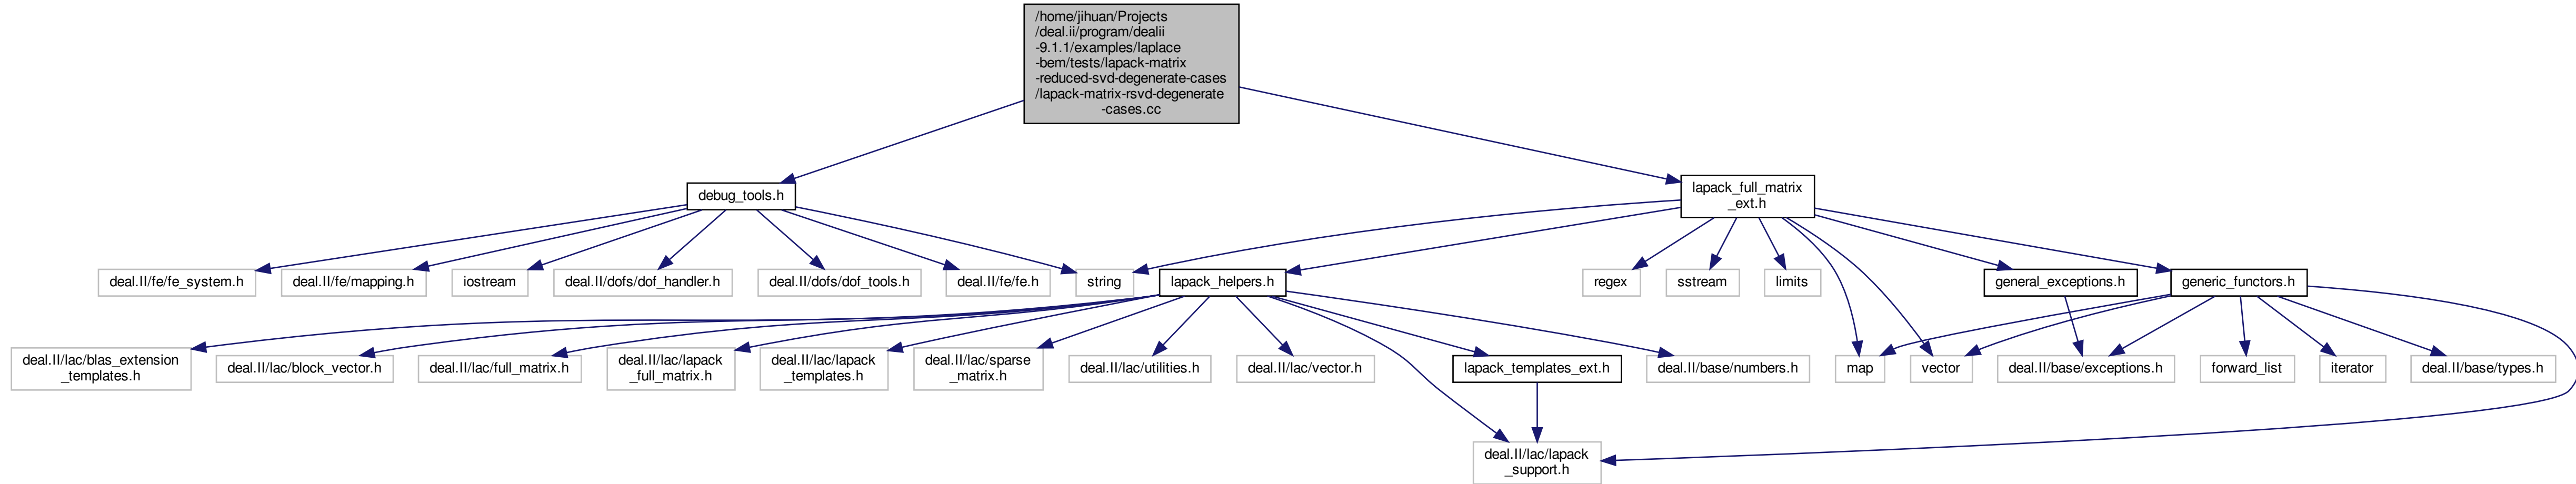 /home/jihuan/Projects
/deal.ii/program/dealii
-9.1.1/examples/laplace
-bem/tests/lapack-matrix
-reduced-svd-degenerate-cases
/lapack-matrix-rsvd-degenerate
-cases.cc
debug_tools.h
lapack_full_matrix
_ext.h
deal.II/fe/fe_system.h
deal.II/fe/mapping.h
iostream
deal.II/dofs/dof_handler.h
deal.II/dofs/dof_tools.h
deal.II/fe/fe.h
string
lapack_helpers.h
regex
sstream
limits
general_exceptions.h
generic_functors.h
deal.II/lac/blas_extension
_templates.h
deal.II/lac/block_vector.h
deal.II/lac/full_matrix.h
deal.II/lac/lapack
_full_matrix.h
deal.II/lac/lapack
_templates.h
deal.II/lac/sparse
_matrix.h
deal.II/lac/utilities.h
deal.II/lac/vector.h
lapack_templates_ext.h
deal.II/base/numbers.h
map
vector
deal.II/base/exceptions.h
forward_list
iterator
deal.II/base/types.h
deal.II/lac/lapack
_support.h